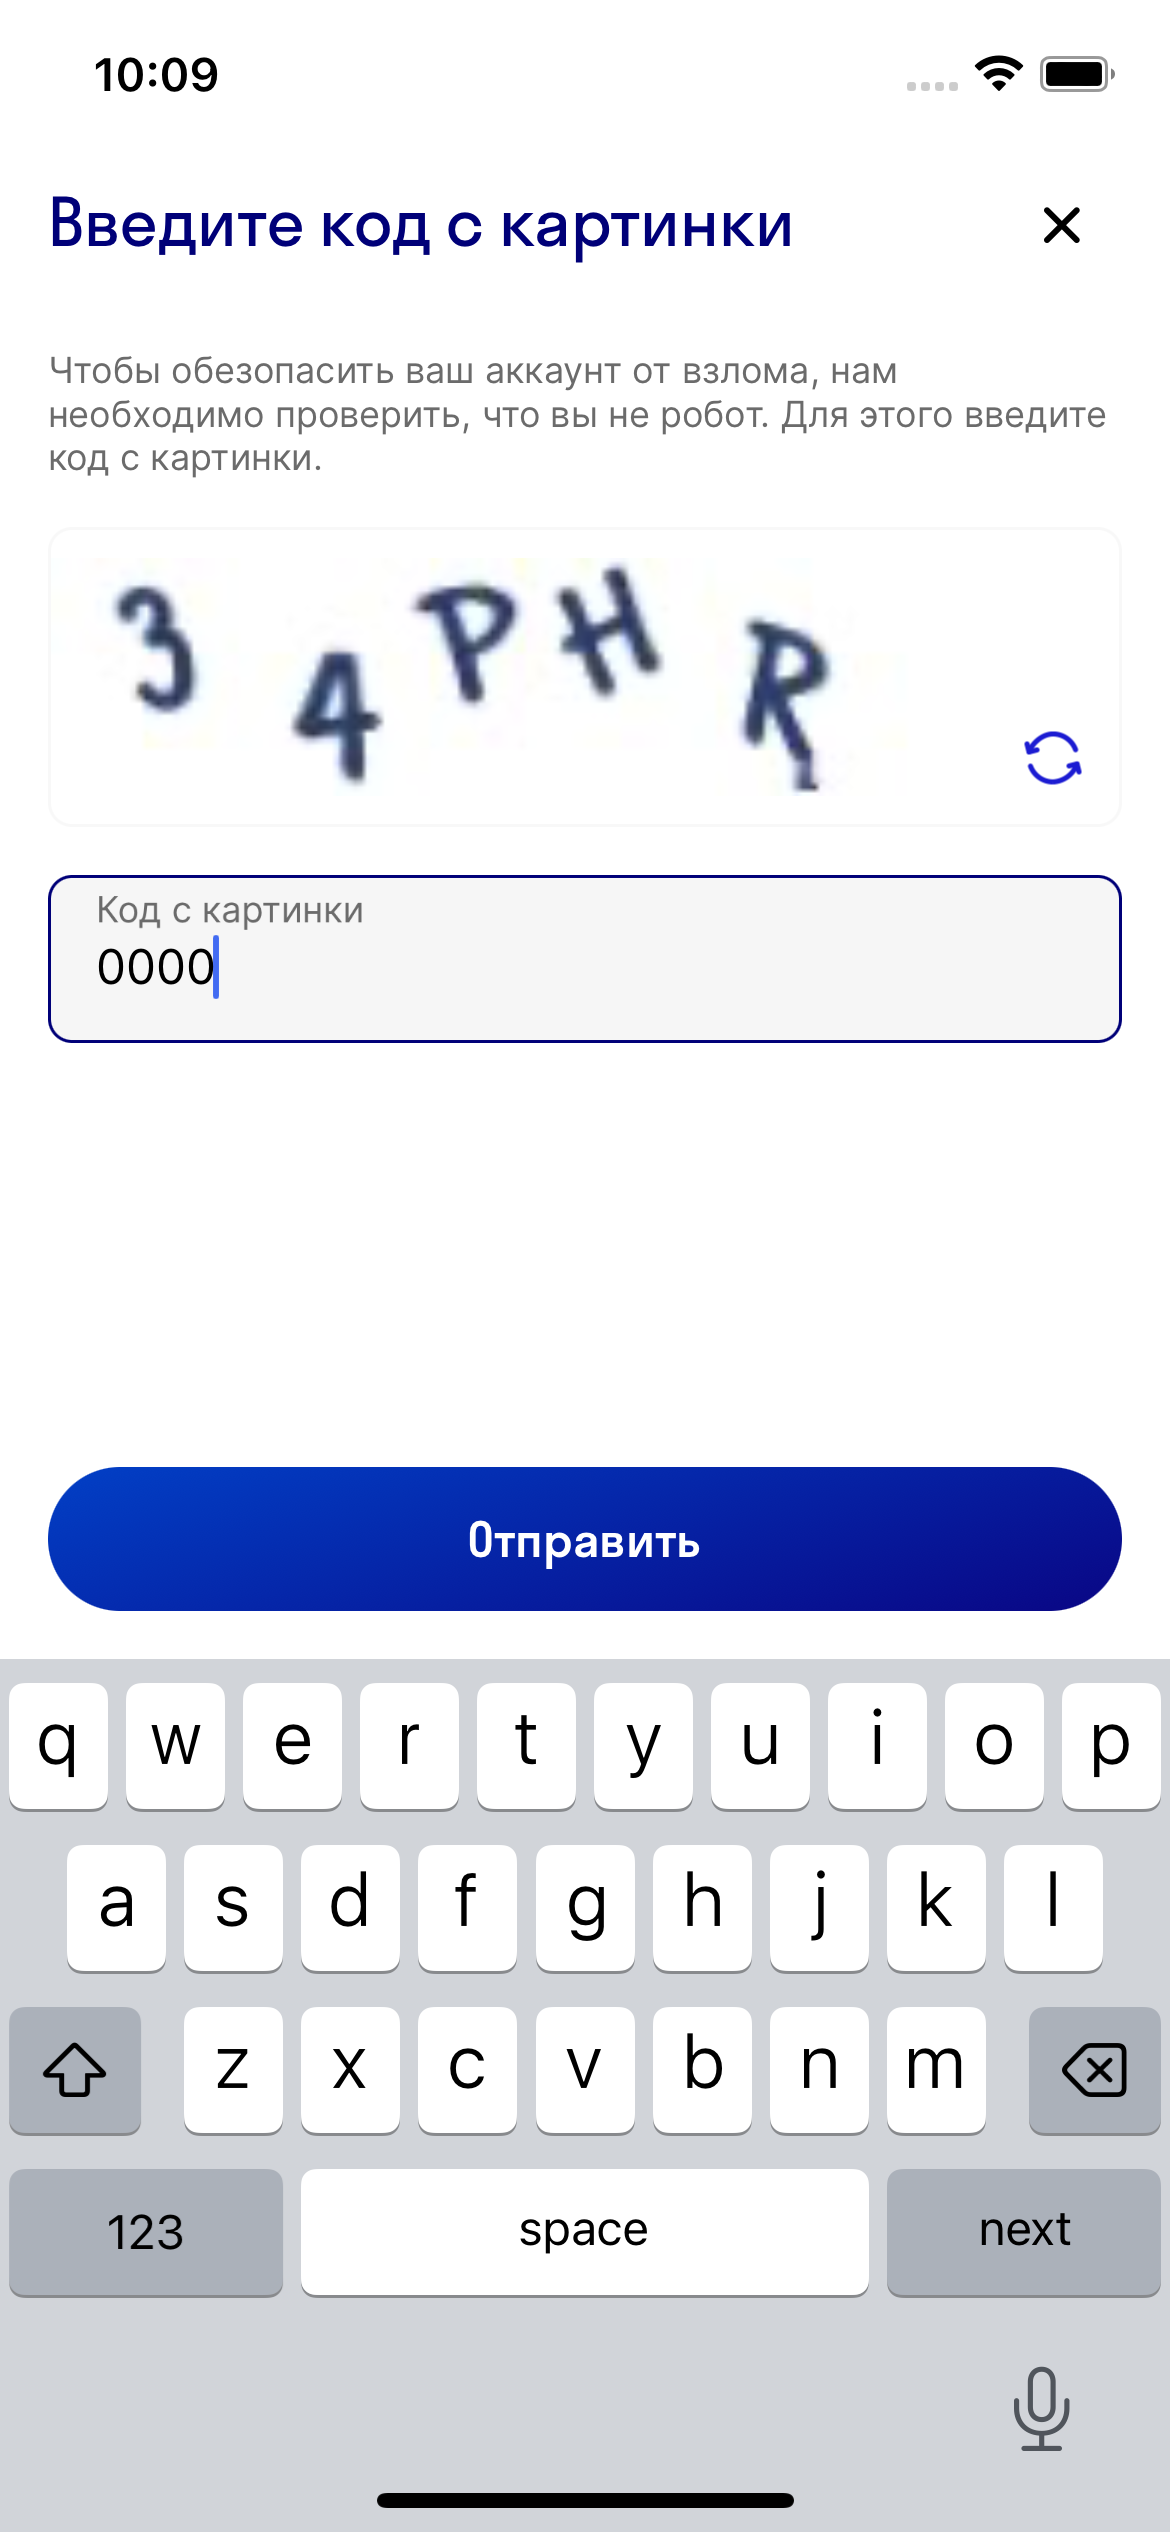 10:09
Введите код с картинки
Чтобы обезопасить ваш аккаунт от взлома, нам
необходимо проверить, что вы не робот. Для этого введите
код с картинки.
3 4 P H R
Код с картинки
0000
Отправить
q w e r t y u i o p
a s d f g h j k l
z x c v b n m
123 space next